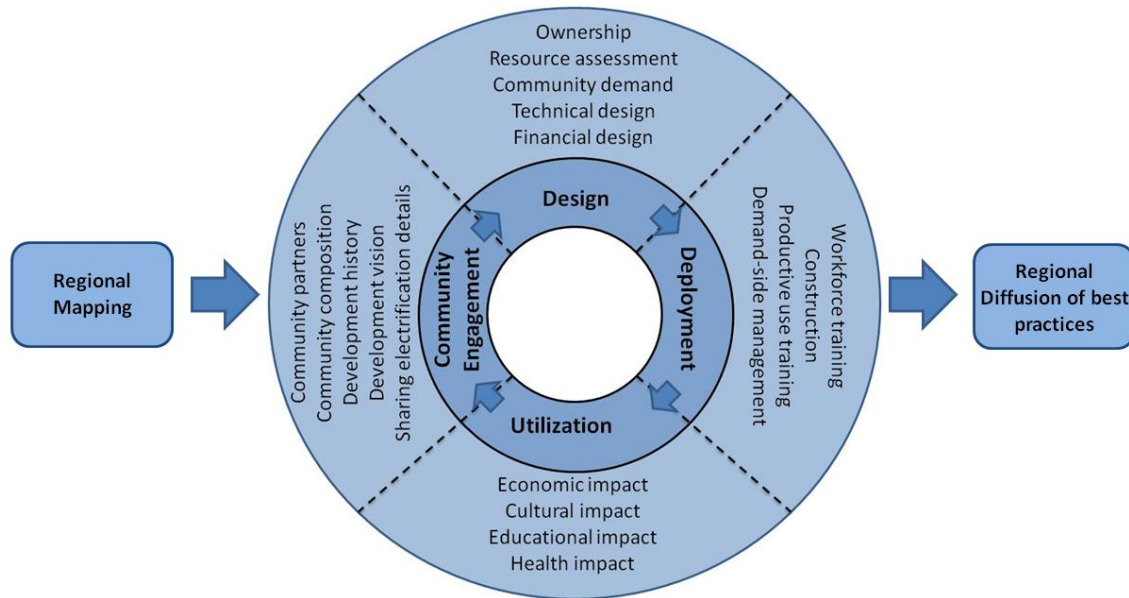 Regional
Mapping
Community partners
Community composition
Development history
Development vision
Sharing electrification details
Community
Engagement
Ownership
Resource assessment
Community demand
Technical design
Financial design
Design
Deployment
Workforce training
Construction
Productive use training
Demand-side management
Utilization
Economic impact
Cultural impact
Educational impact
Health impact
Regional
Diffusion of best
practices